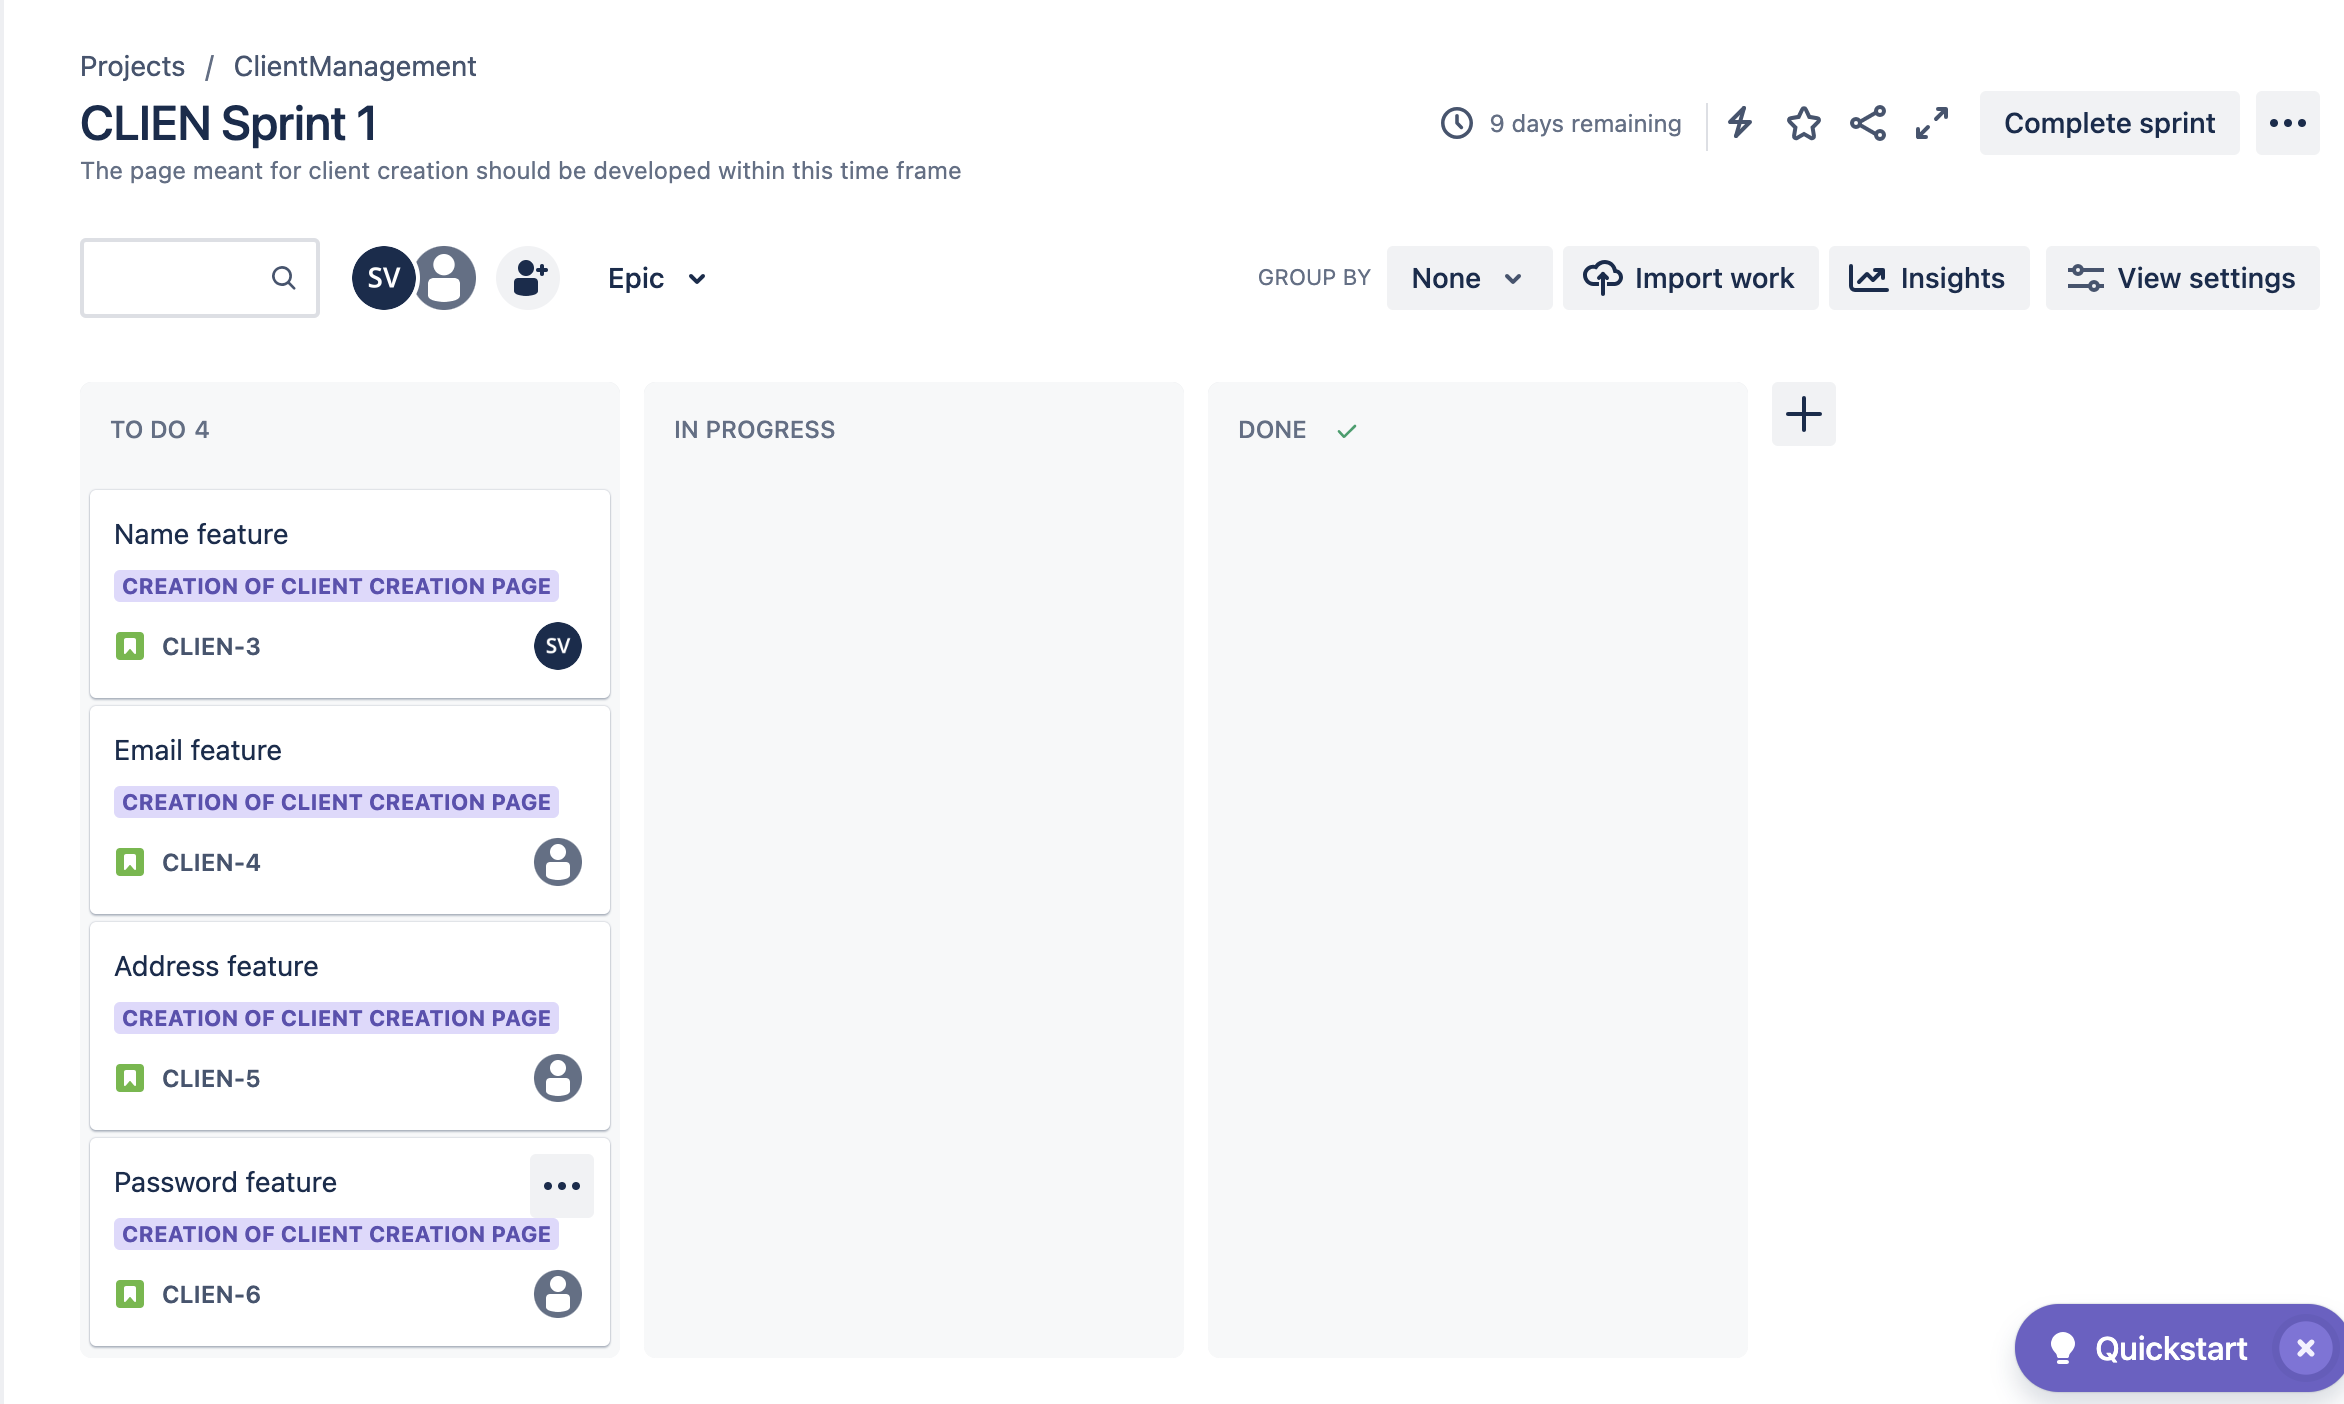 Projects / ClientManagement
CLIEN Sprint 1
9 days remaining
Complete sprint
The page meant for client creation should be developed within this time frame
SV
Epic
GROUP BY
None
Import work
Insights
View settings
TO DO 4
IN PROGRESS
DONE
Name feature
CREATION OF CLIENT CREATION PAGE
CLIEN-3
SV
Email feature
CREATION OF CLIENT CREATION PAGE
CLIEN-4
Address feature
CREATION OF CLIENT CREATION PAGE
CLIEN-5
Password feature
CREATION OF CLIENT CREATION PAGE
CLIEN-6
Quickstart